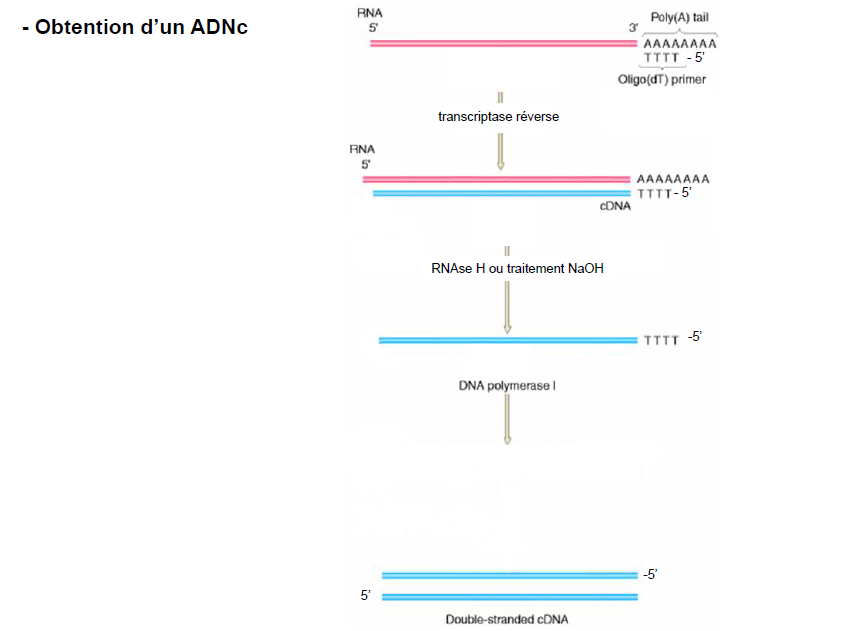 - Obtention d’un ADNc
RNA
5'
3'
Poly(A) tail
AAAAAAAA
TTTT - 5’
Oligo(dT) primer
transcriptase réverse
RNA
5'
AAAAAAAA
TTTT - 5’
cDNA
RNAse H ou traitement NaOH
TTTT -5’
DNA polymerase I
-5’
5’
Double-stranded cDNA